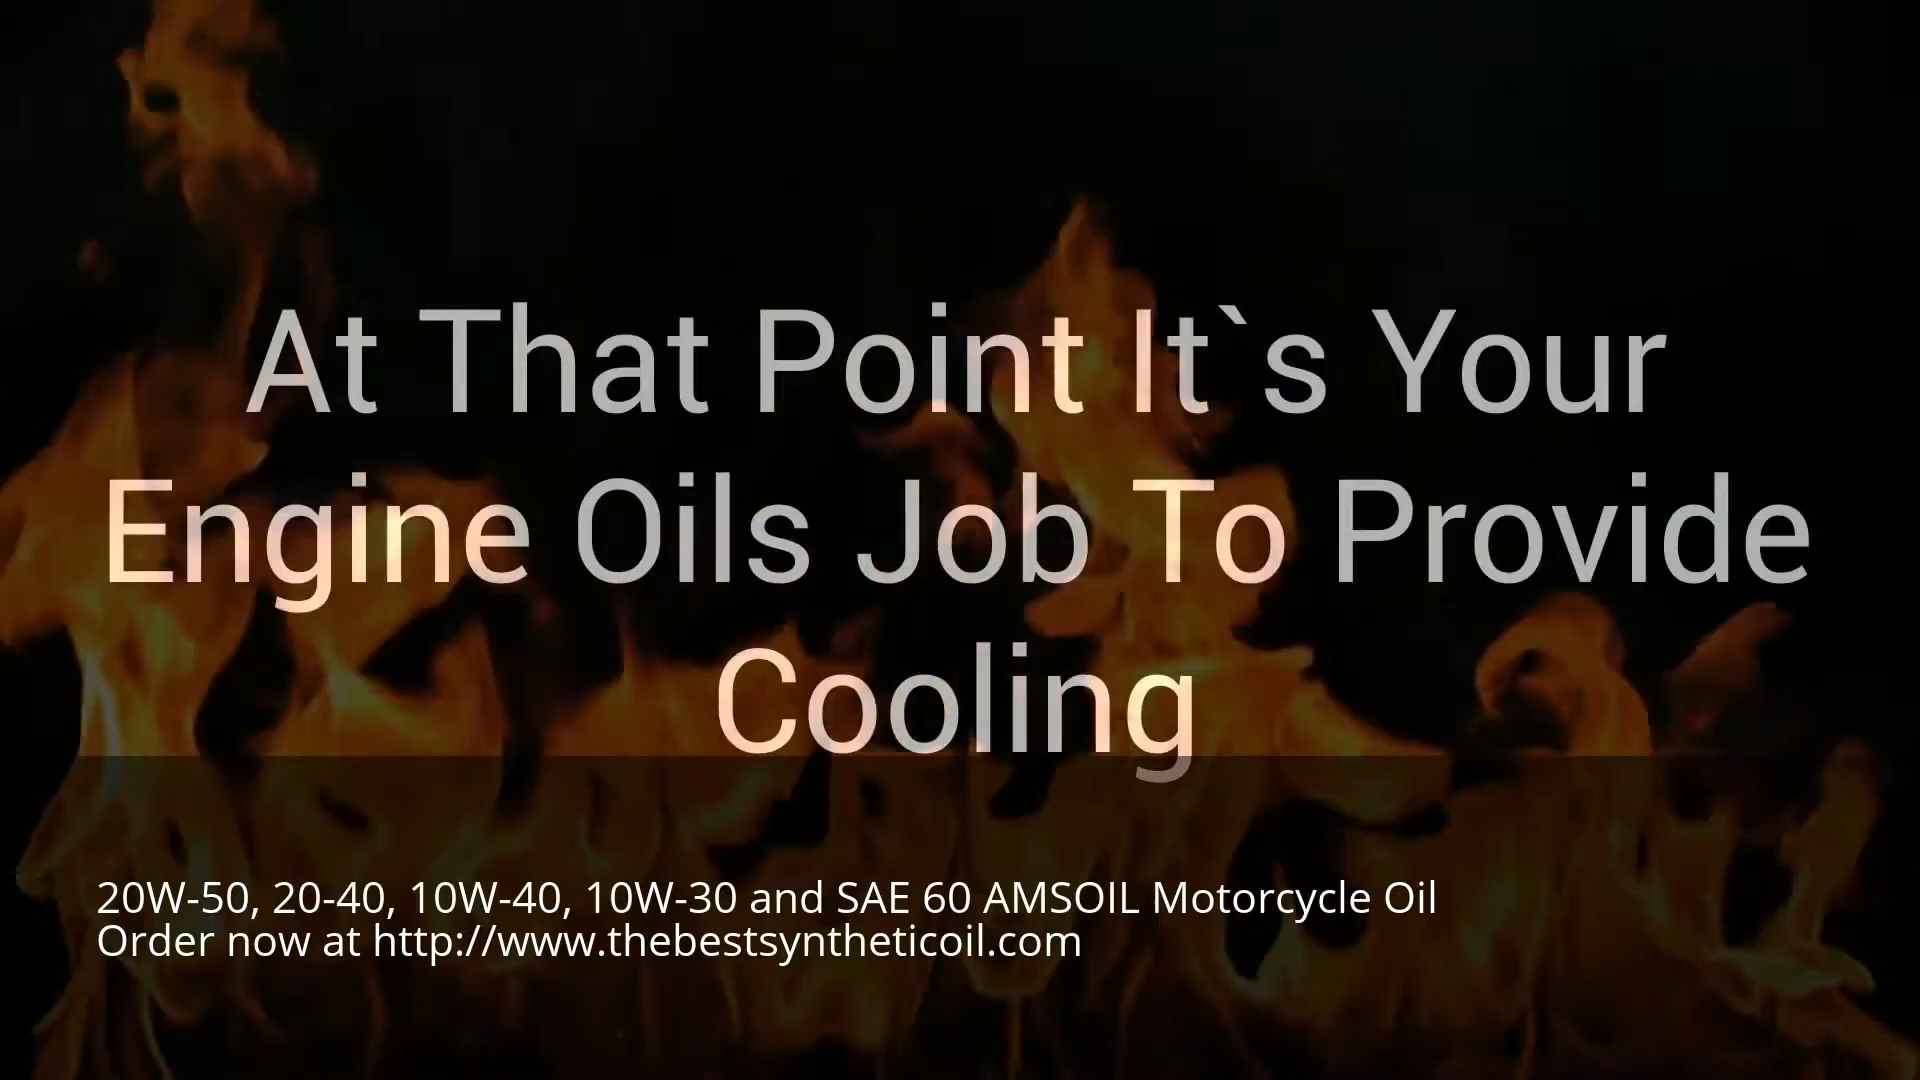 At That Point It`s Your
Engine Oils Job To Provide
Cooling
20W-50, 20-40, 10W-40, 10W-30 and SAE 60 AMSOIL Motorcycle Oil
Order now at http://www.thebestsyntheticoil.com